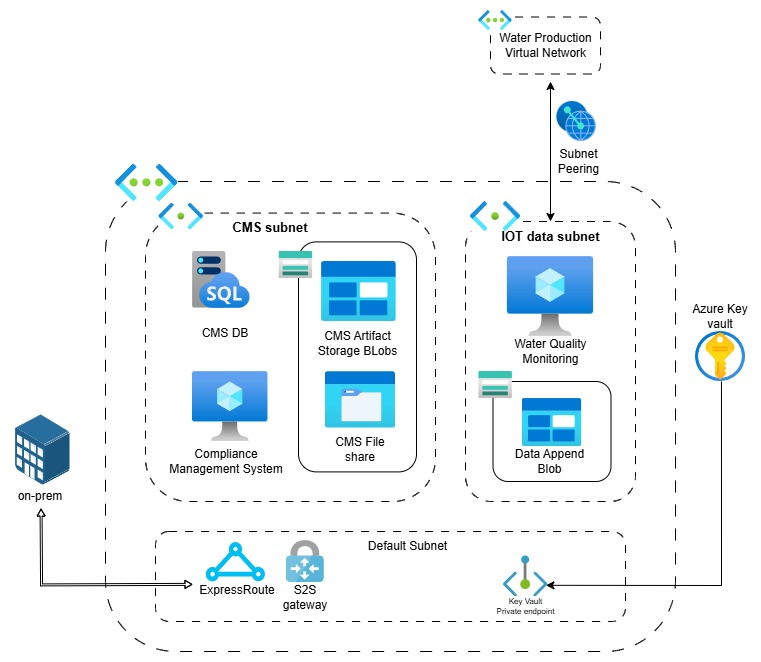 Water Production
Virtual Network
Subnet
Peering
CMS subnet
IOT data subnet
SQL
CMS DB
CMS Artifact
Storage BLobs
Water Quality
Monitoring
Azure Key
vault
Compliance
Management System
CMS File
share
Data Append
Blob
on-prem
Default Subnet
ExpressRoute
S2S
gateway
Key Vault
Private endpoint